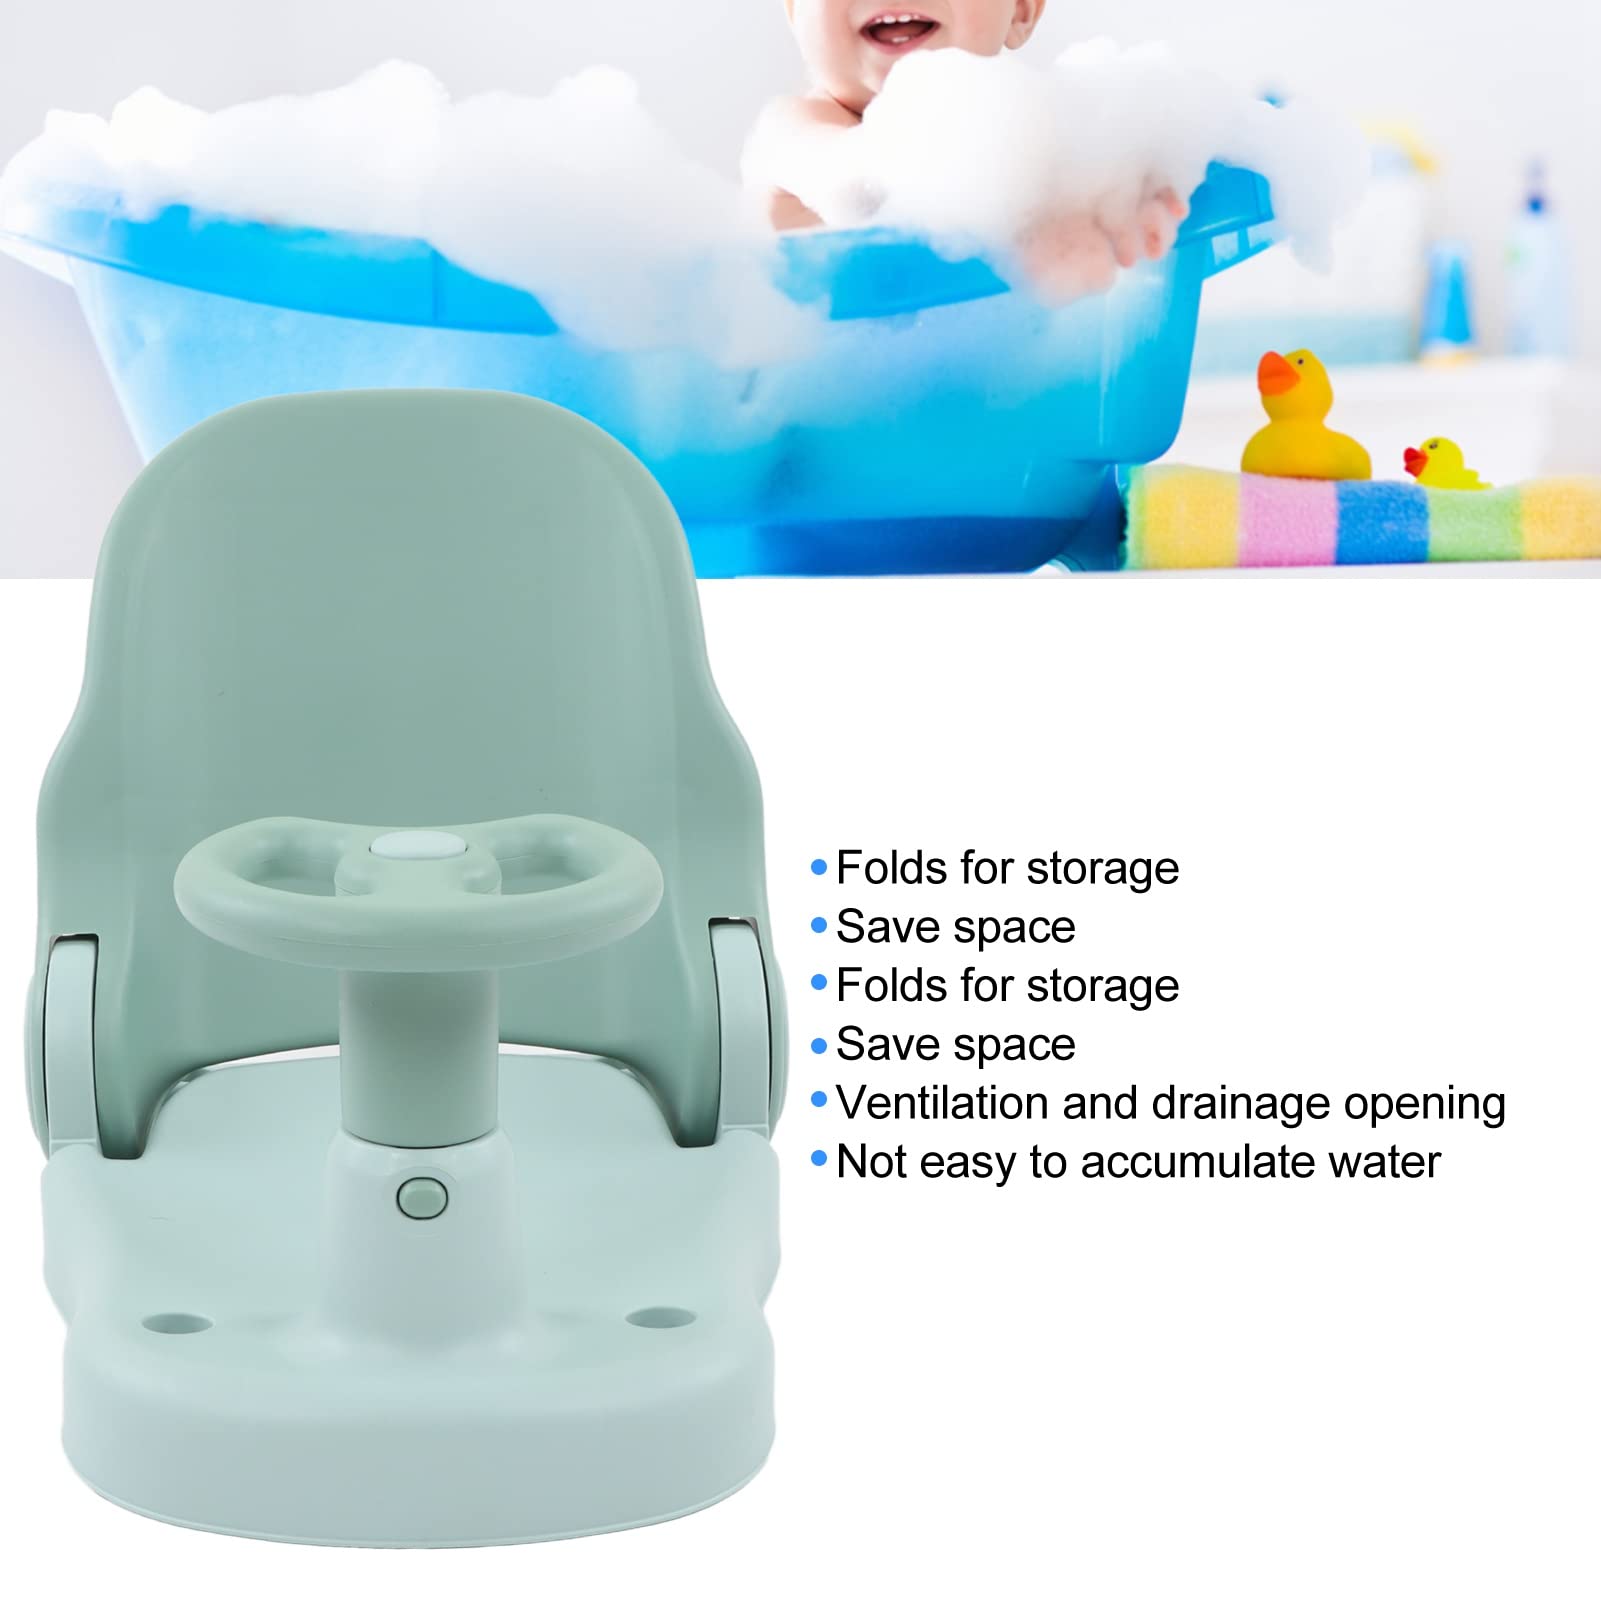 Folds for storage
Save space
Folds for storage
Save space
Ventilation and drainage opening
Not easy to accumulate water